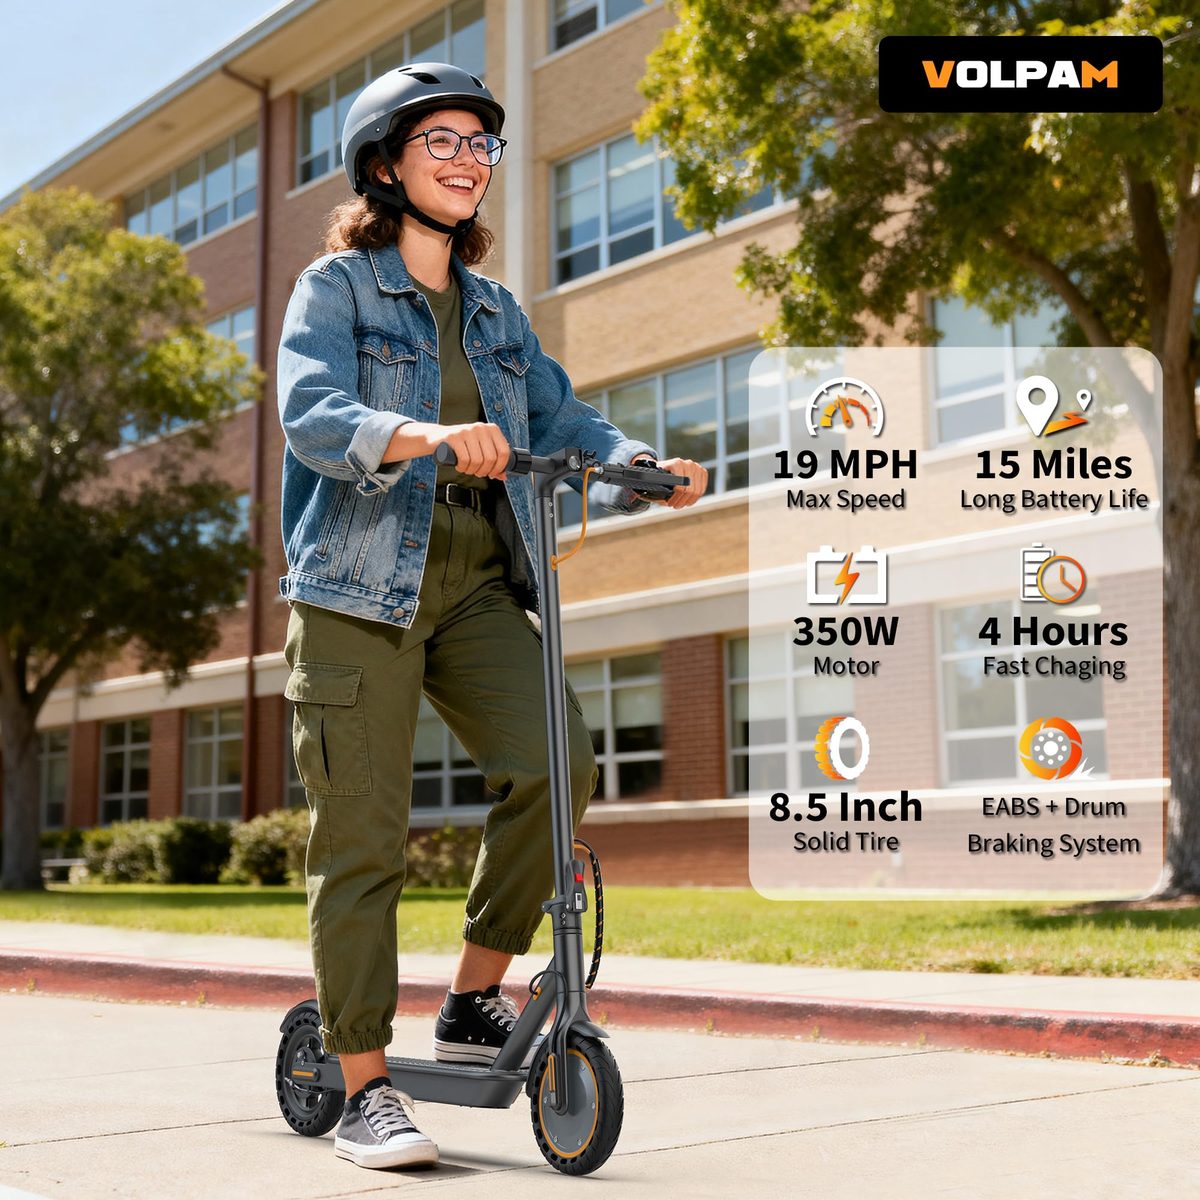 VOLPAM
19 MPH
Max Speed
15 Miles
Long Battery Life
350W
Motor
4 Hours
Fast Chaging
8.5 Inch
Solid Tire
EABS + Drum
Braking System